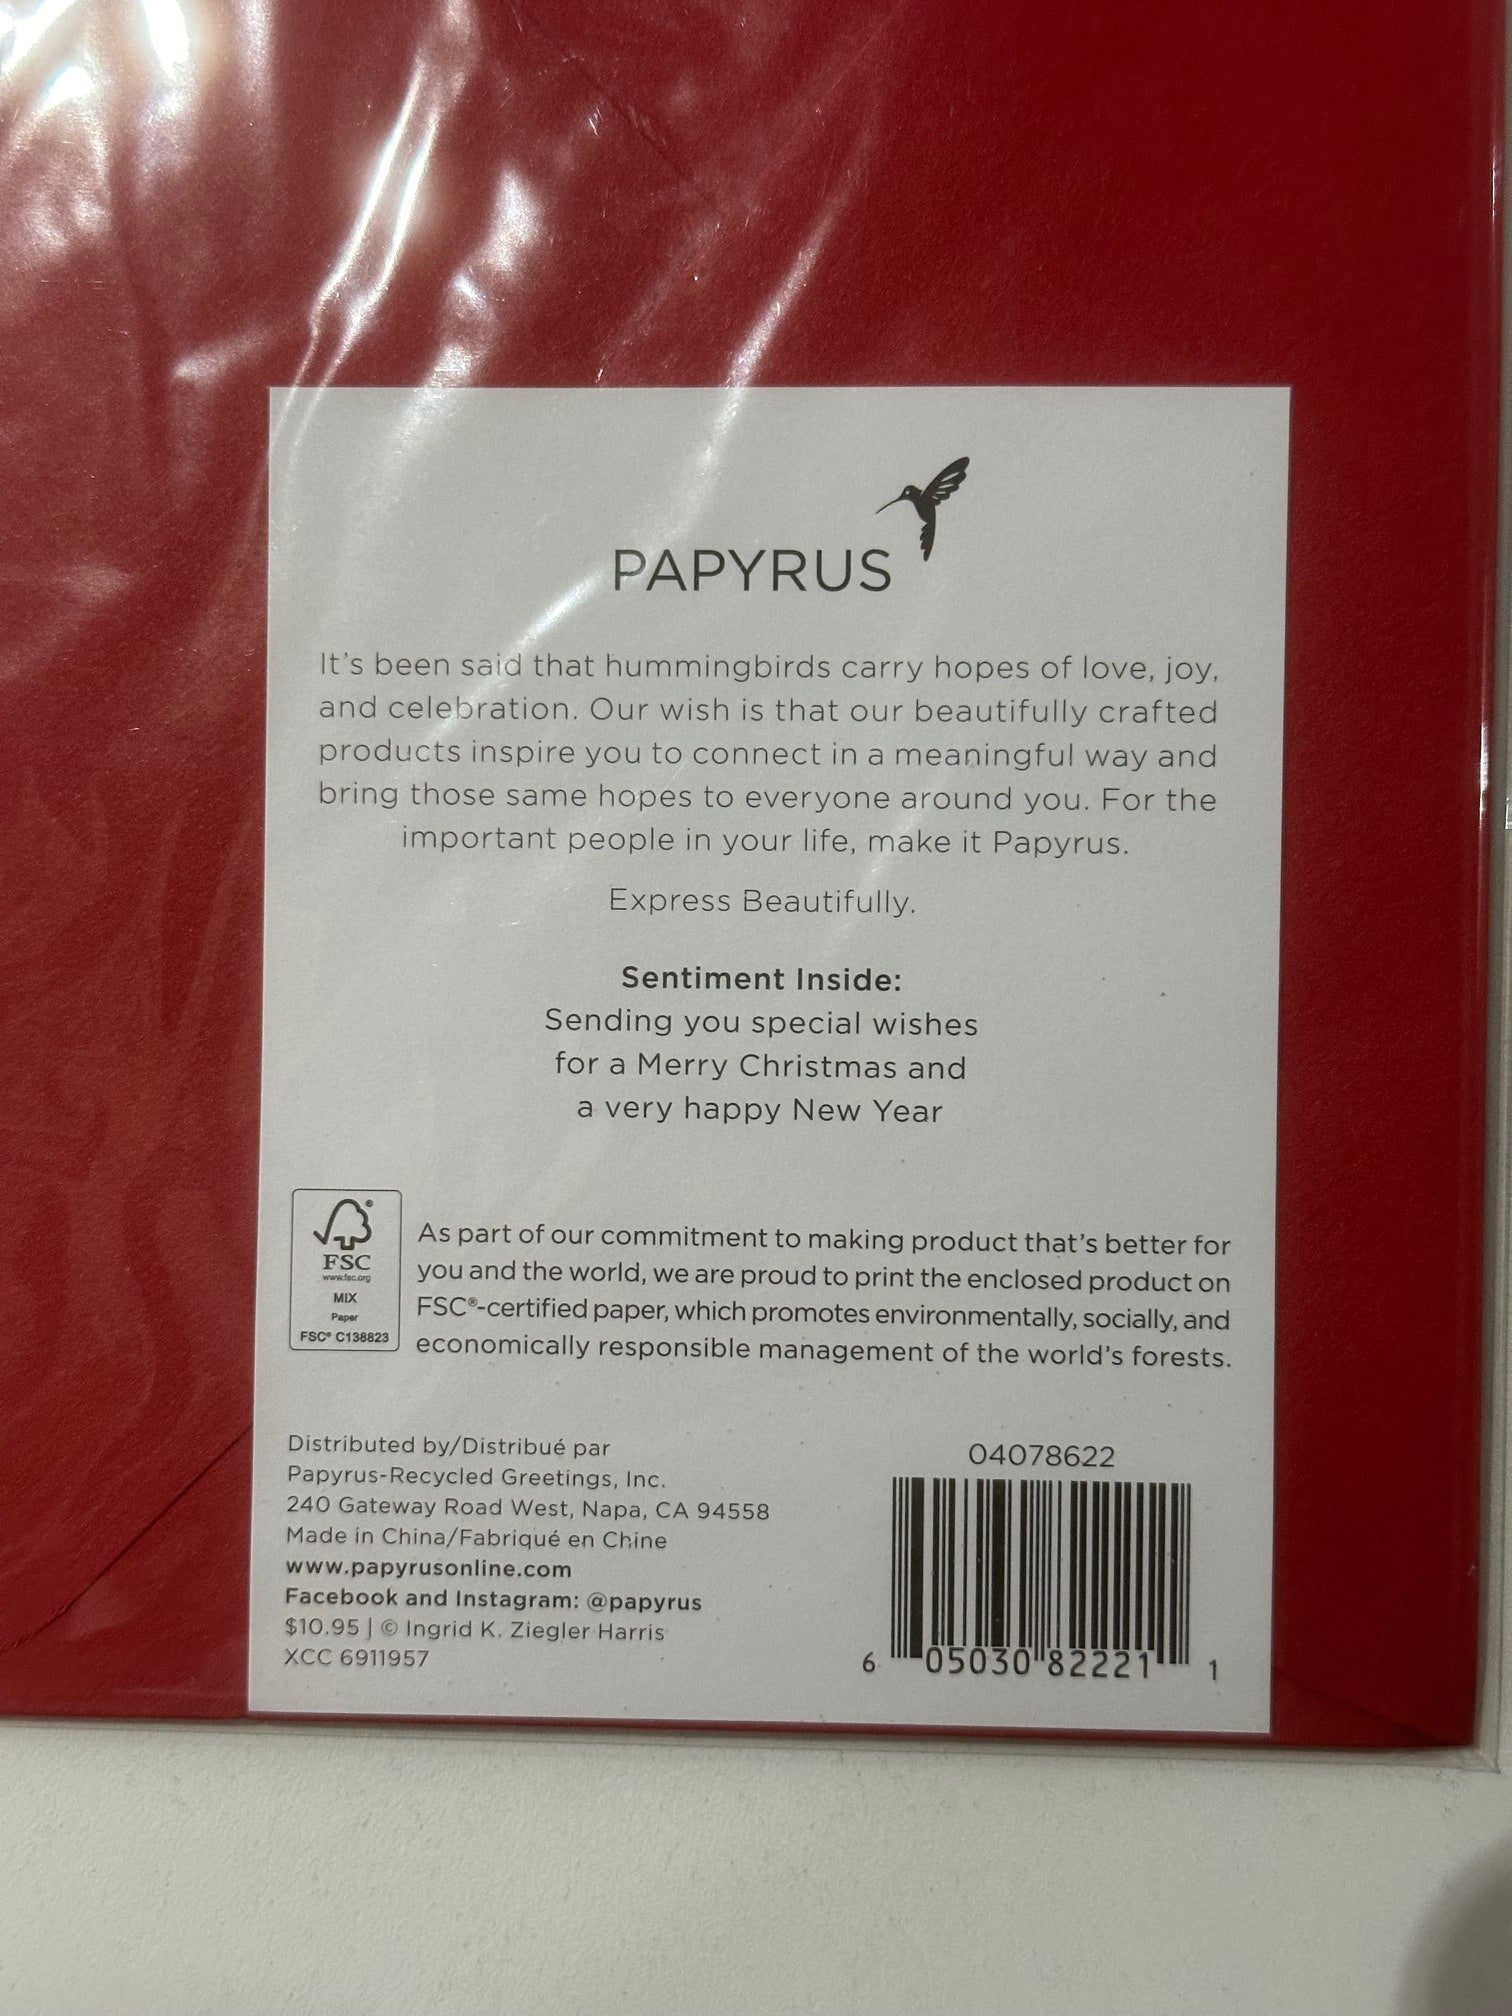 PAPYRUS
It's been said that hummingbirds carry hopes of love, joy,
and celebration. Our wish is that our beautifully crafted
products inspire you to connect in a meaningful way and
bring those same hopes to everyone around you. For the
important people in your life, make it Papyrus.
Express Beautifully.
Sentiment Inside:
Sending you special wishes
for a Merry Christmas and
a very happy New Year
FSC
www.fsc.org
MIX
Paper
FSC® C138823
As part of our commitment to making product that's better for
you and the world, we are proud to print the enclosed product on
FSC®-certified paper, which promotes environmentally, socially, and
economically responsible management of the world's forests.
Distributed by/Distribué par
Papyrus-Recycled Greetings, Inc.
240 Gateway Road West, Napa, CA 94558
Made in China/Fabriqué en Chine
www.papyrusonline.com
Facebook and Instagram: @papyrus
$10.95 | © Ingrid K. Ziegler Harris
XCC 6911957
04078622
6 05030 82221 1